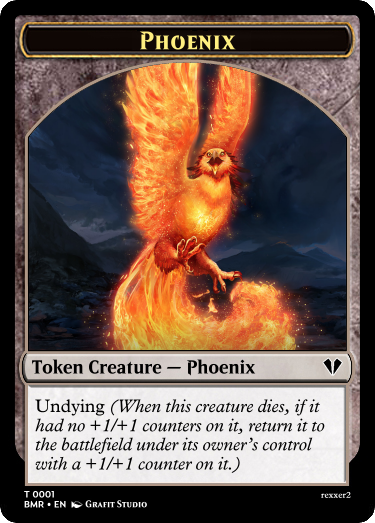 Phoenix
Token Creature — Phoenix
Undying (When this creature dies, if it
had no +1/+1 counters on it, return it to
the battlefield under its owner's control
with a +1/+1 counter on it.)
T 0001
BMR • EN Grafit Studio
rexxer2